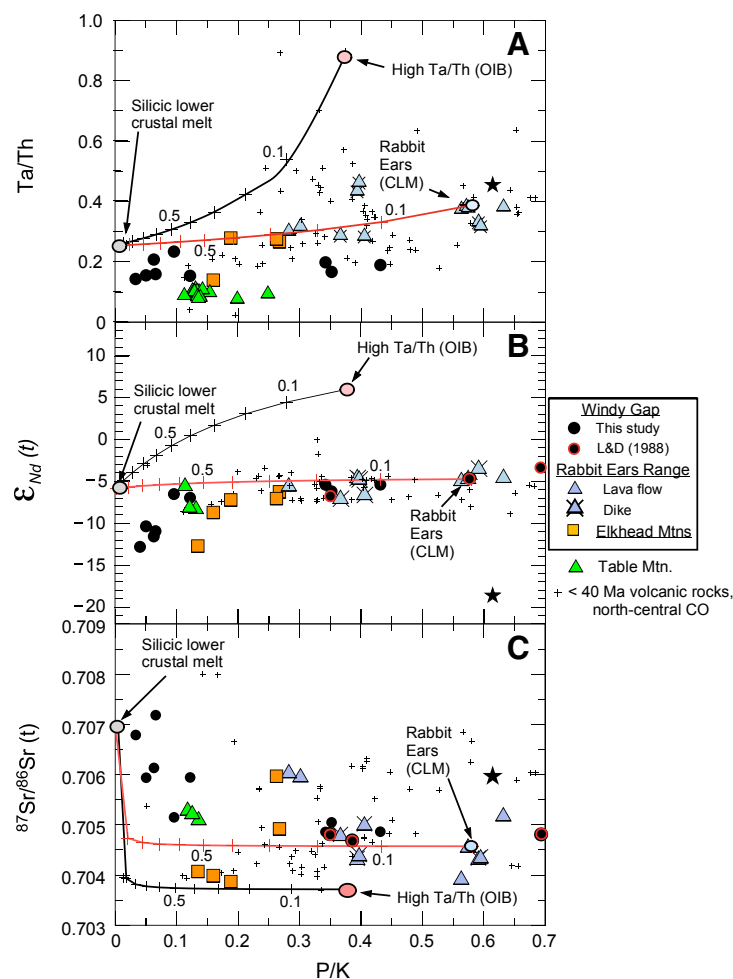 A
Ta/Th
1.0
0.8
0.6
0.4
0.2
0
High Ta/Th (OIB)
Silicic lower
crustal melt
0.1
0.5
Rabbit
Ears
(CLM)
0.1
0.5
B
εNd (t)
10
5
0
−5
−10
−15
−20
High Ta/Th (OIB)
Silicic lower
crustal melt
0.1
0.5
0.5
0.1
Rabbit
Ears
(CLM)
C
87Sr/86Sr (t)
0.709
0.708
0.707
0.706
0.705
0.704
0.703
Silicic lower
crustal melt
Rabbit
Ears
(CLM)
0.5
0.1
0.5
0.1
High Ta/Th (OIB)
0
0.1
0.2
0.3
0.4
0.5
0.6
0.7
P/K
Windy Gap
This study
L&D (1988)
Rabbit Ears Range
Lava flow
Dike
Elkhead Mtns
Table Mtn.
< 40 Ma volcanic rocks,
north-central CO